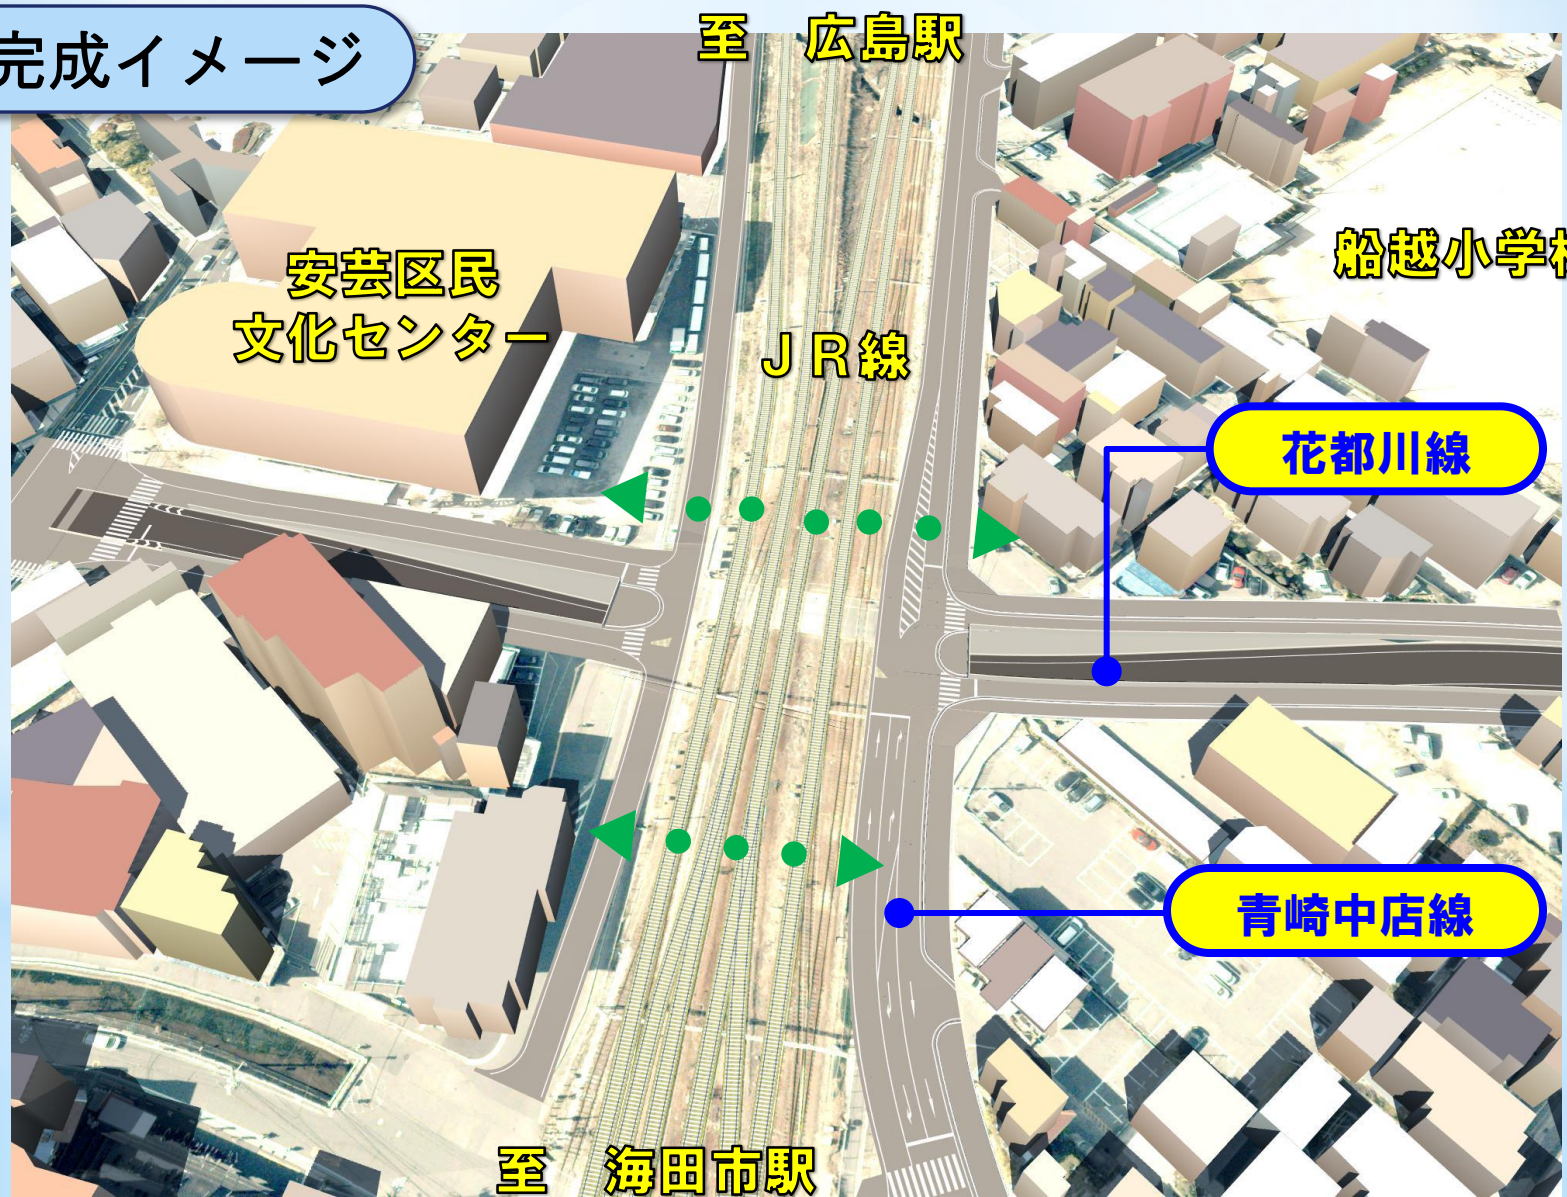 完成イメージ
至　広島駅
安芸区民
文化センター
ＪＲ線
船越小学校
花都川線
青崎中店線
至　海田市駅